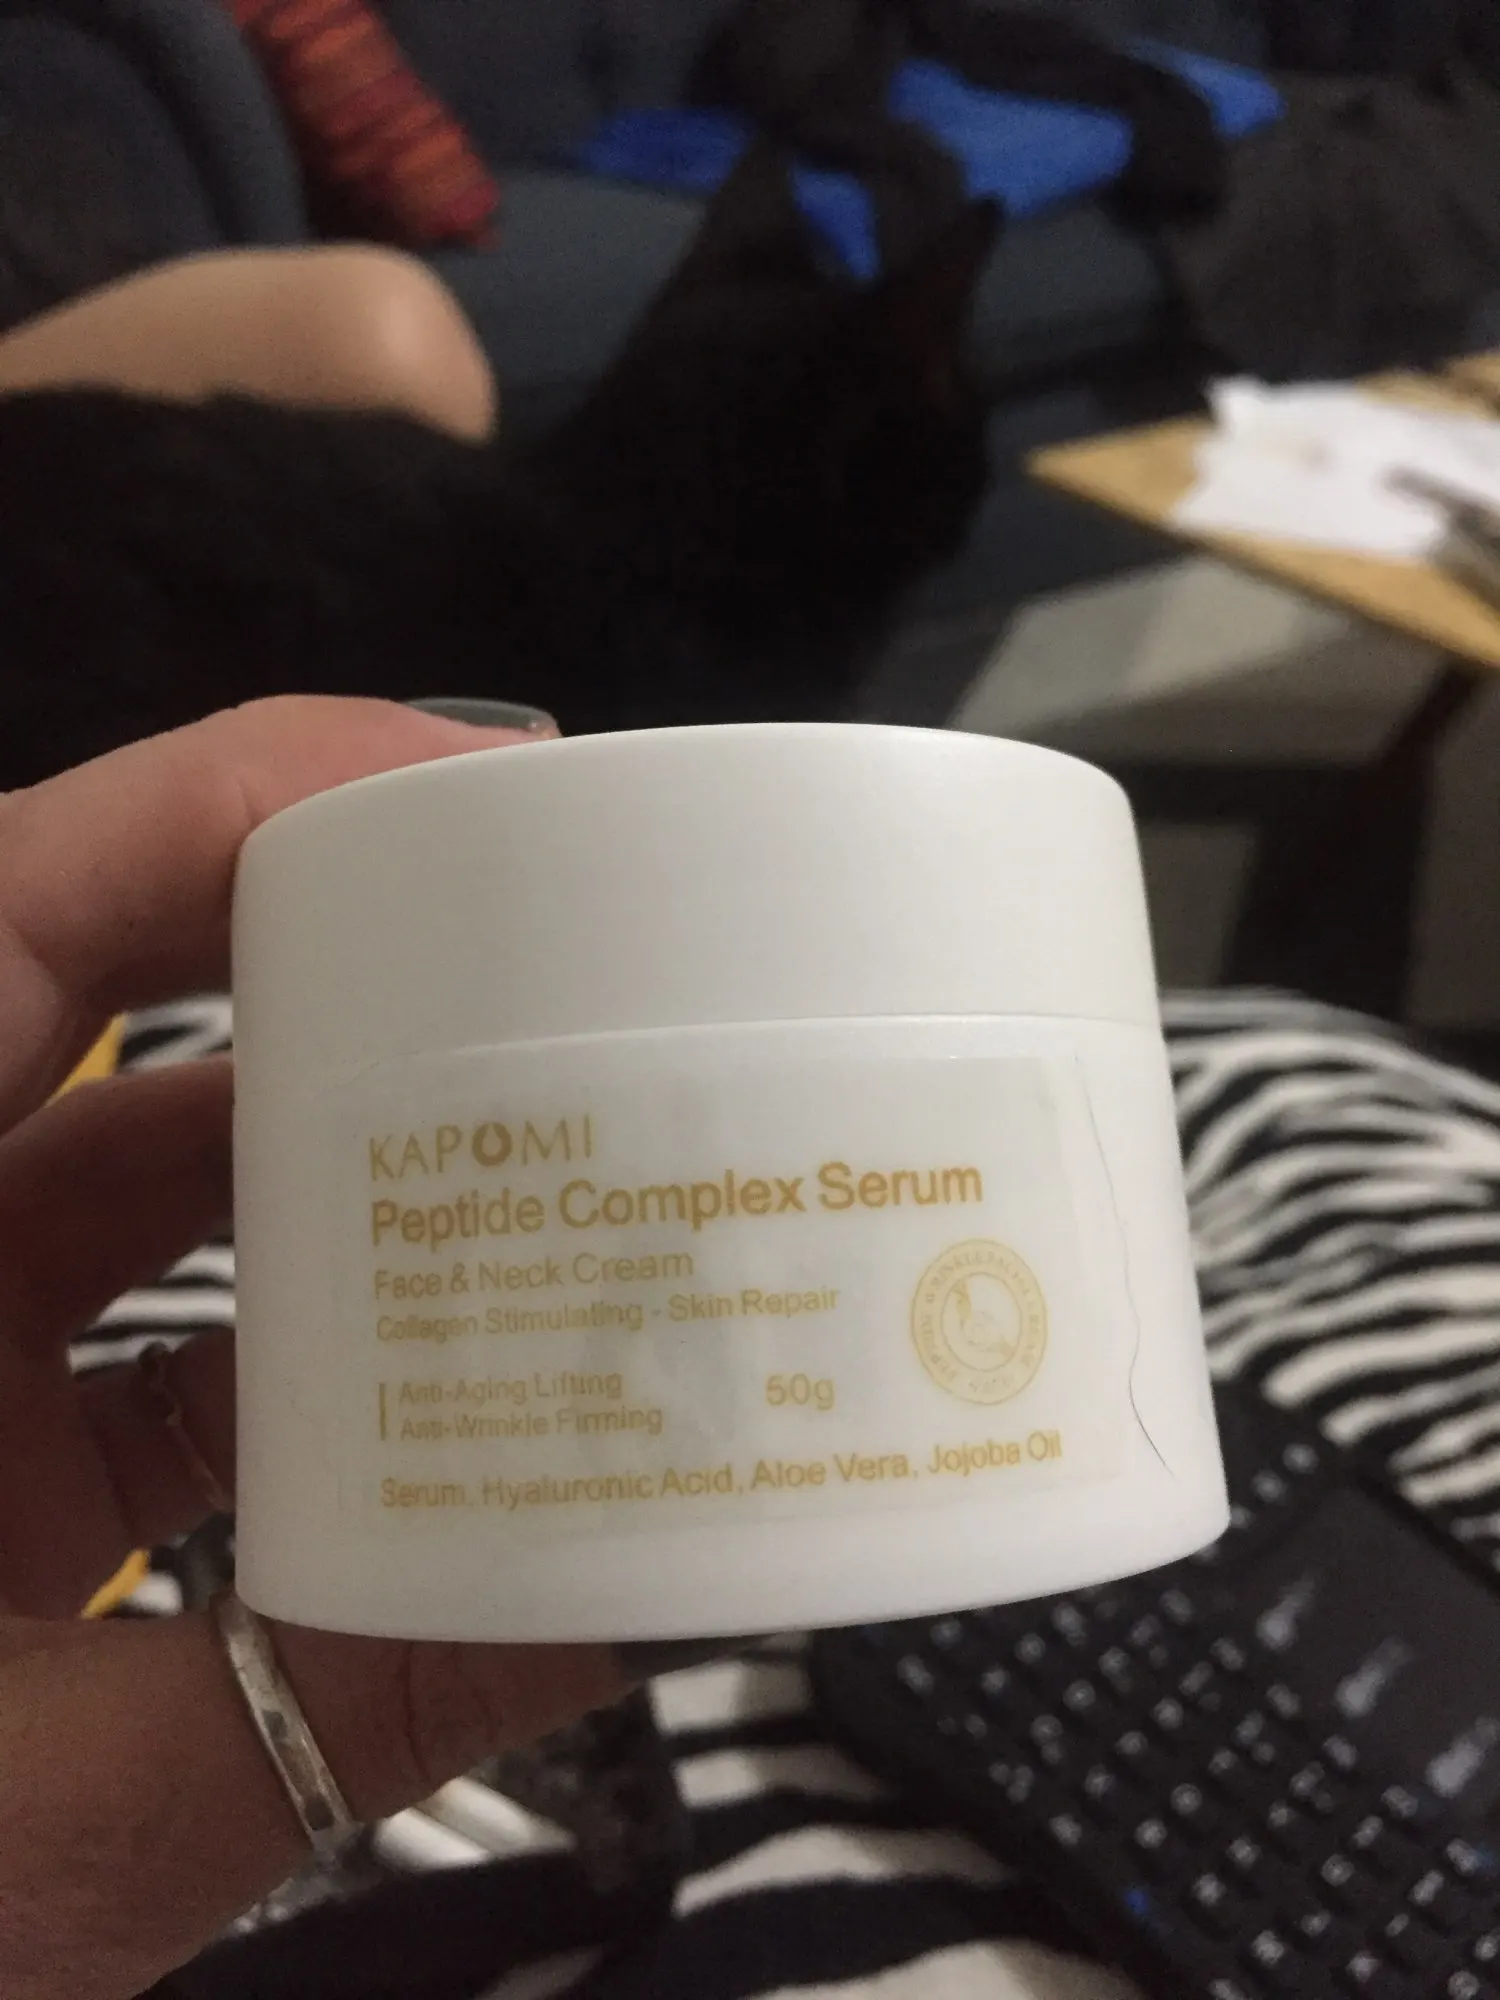 KAPOMI
Peptide Complex Serum
Face & Neck Cream
Collagen Stimulating - Skin Repair
Anti-Aging Lifting
Anti-Wrinkle Firming
50g
Serum, Hyaluronic Acid, Aloe Vera, Jojoba Oil